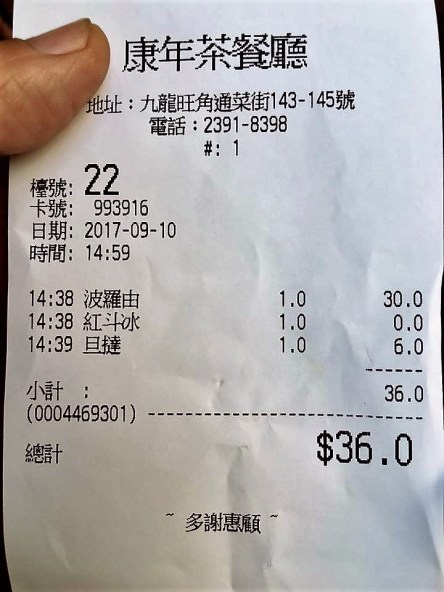 康年茶餐廳
地址：九龍旺角通菜街143-145號
電話：2391-8398
#: 1
檯號: 22
卡號: 993916
日期: 2017-09-10
時間: 14:59
14:38 波羅由 1.0 30.0
14:38 紅斗冰 1.0 0.0
14:39 旦撻 1.0 6.0
------
小計 : 36.0
(0004469301) ------------------------------
總計 $36.0
~ 多謝惠顧 ~